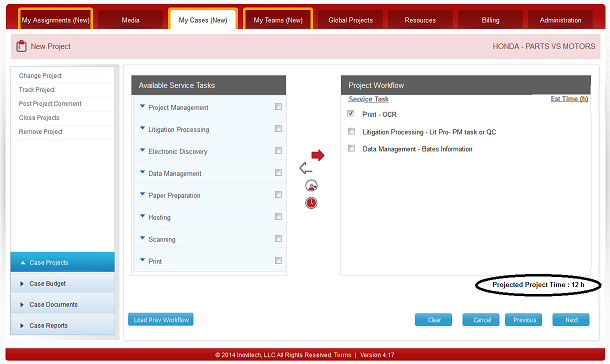 My Assignments (New) Media My Cases (New) My Teams (New) Global Projects Resources Billing Administration
New Project HONDA - PARTS VS MOTORS
Change Project
Track Project
Post Project Comment
Close Projects
Remove Project
Case Projects
Case Budget
Case Documents
Case Reports
Available Service Tasks
Project Management
Litigation Processing
Electronic Discovery
Data Management
Paper Preparation
Hosting
Scanning
Print
Project Workflow
Service Task Est Time (h)
Print - OCR
Litigation Processing - Lit Pro- PM task or QC
Data Management - Bates Information
Projected Project Time : 12 h
Load Prev Workflow Clear Cancel Previous Next
© 2014 Inovitech, LLC All Rights Reserved. Terms | Version 4.17